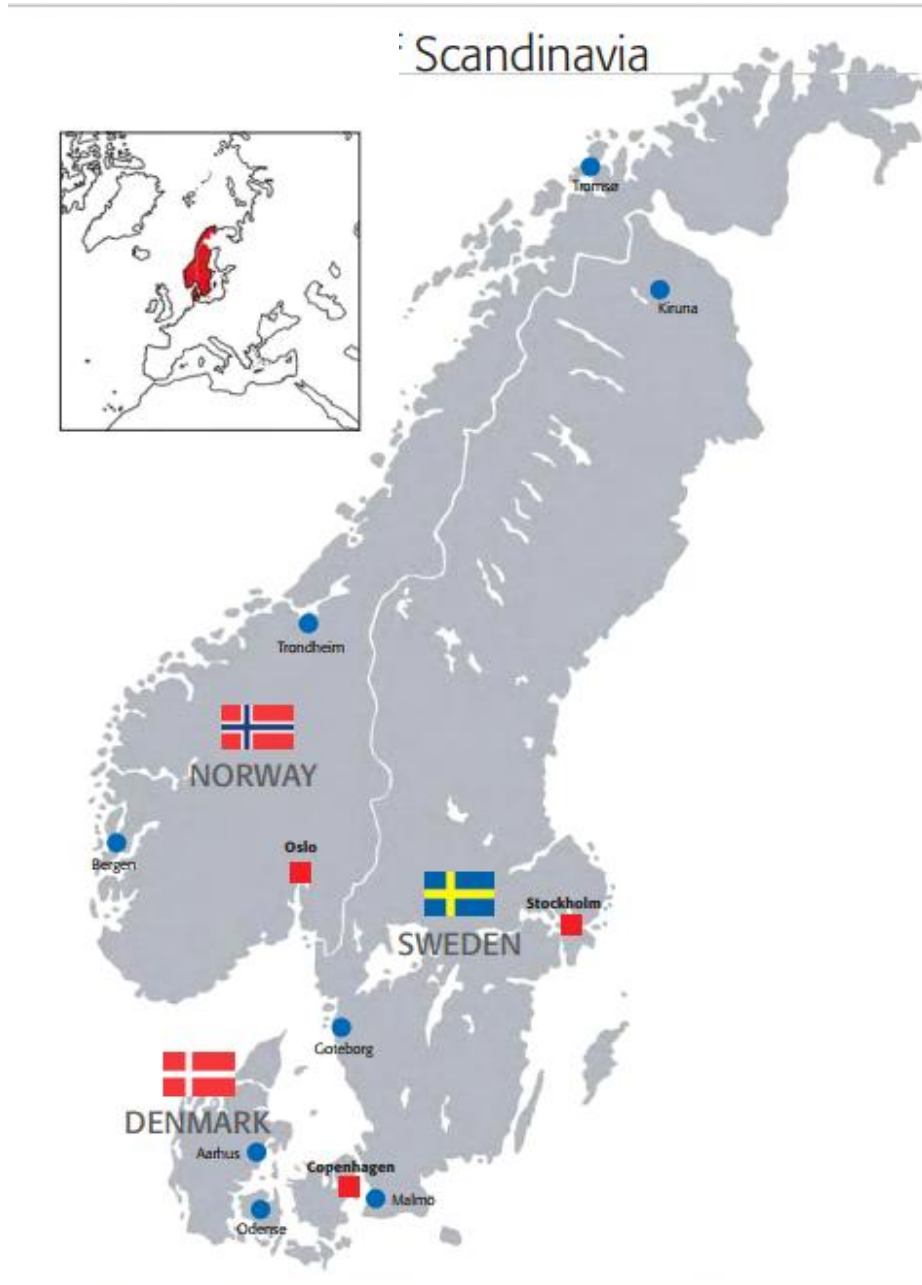 Scandinavia
Tromsø
Kiruna
Trondheim
NORWAY
Bergen
Oslo
Stockholm
SWEDEN
Goteborg
DENMARK
Aarhus
Copenhagen
Malmo
Odense